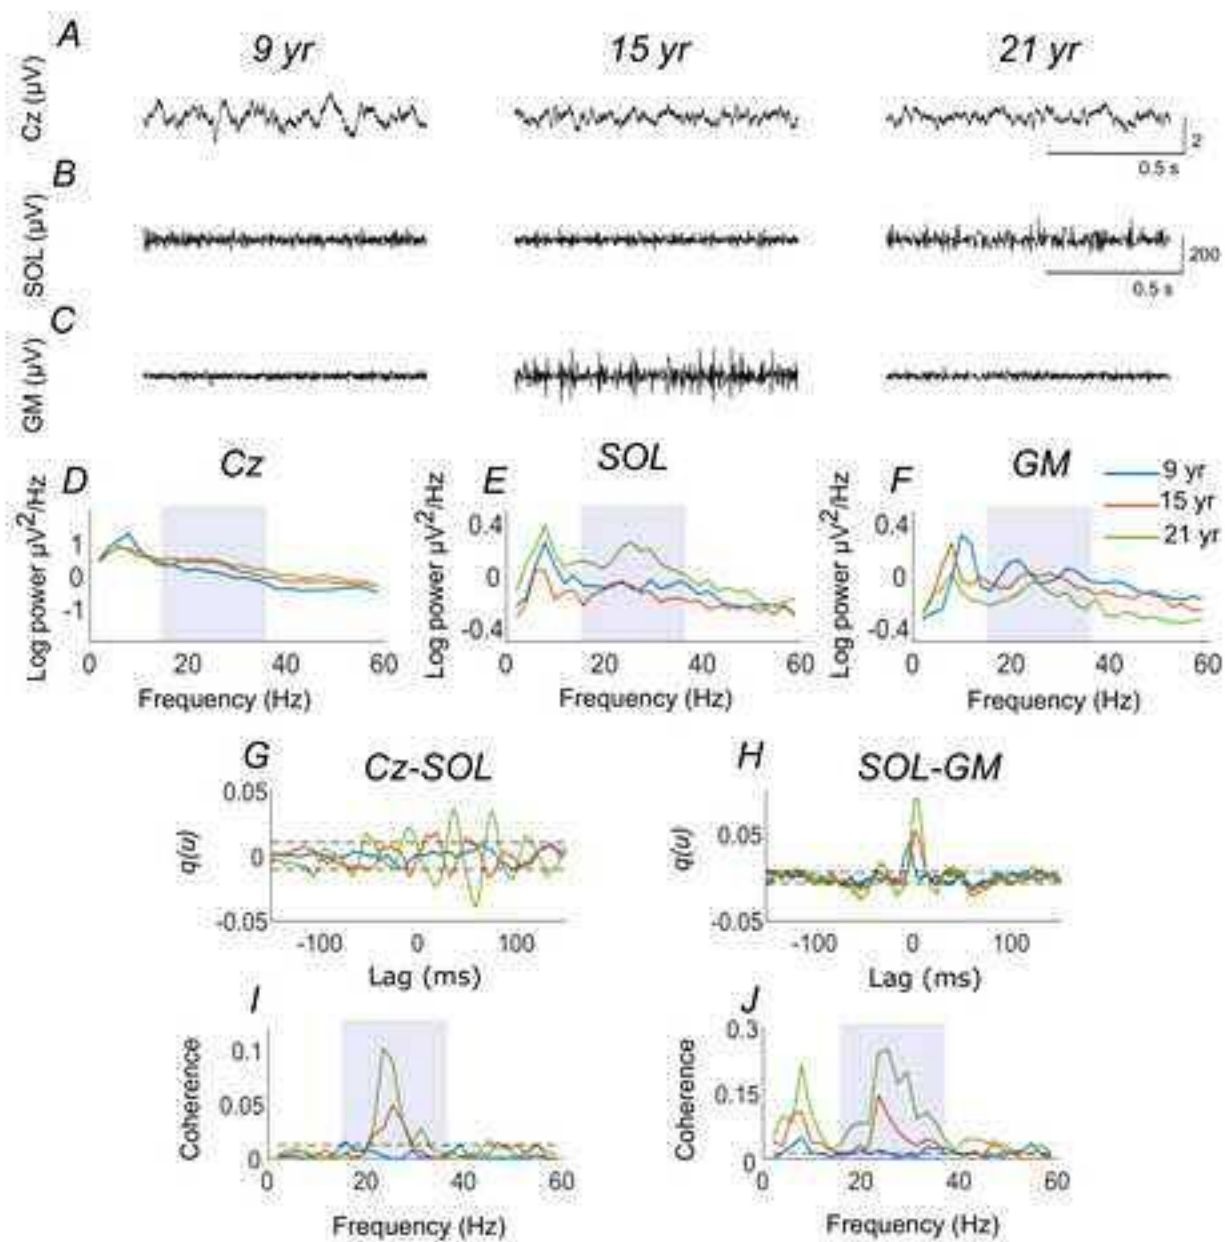 A
9 yr 15 yr 21 yr
Cz (µV)
2
0.5 s
B
SOL (µV)
200
0.5 s
C
GM (µV)
D Cz
Log power µV²/Hz
1
0
-1
0 20 40 60
Frequency (Hz)
E SOL
Log power µV²/Hz
0.4
0
-0.4
0 20 40 60
Frequency (Hz)
F GM
Log power µV²/Hz
0.4
0
-0.4
0 20 40 60
Frequency (Hz)
9 yr
15 yr
21 yr
G Cz-SOL
q(u)
0.05
0
-0.05
-100 0 100
Lag (ms)
H SOL-GM
q(u)
0.05
-0.05
-100 0 100
Lag (ms)
I
Coherence
0.1
0.05
0
0 20 40 60
Frequency (Hz)
J
Coherence
0.3
0.15
0
0 20 40 60
Frequency (Hz)